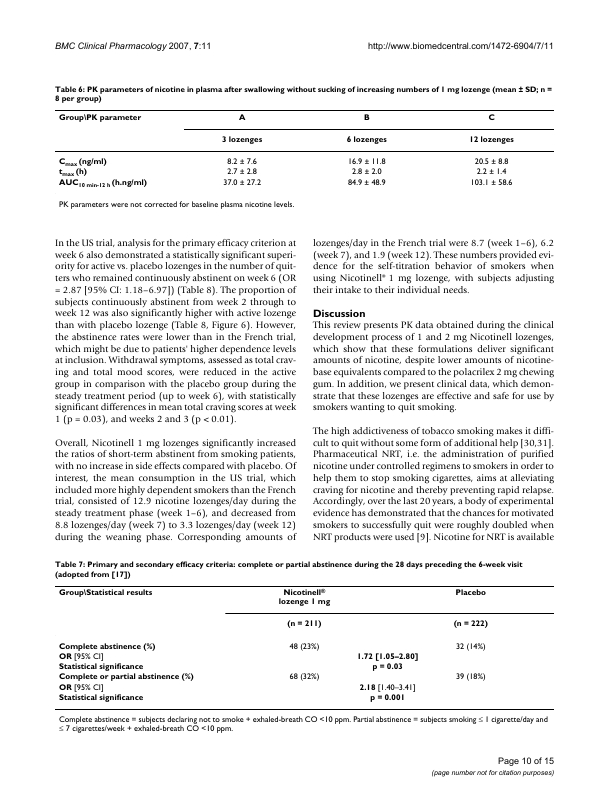 BMC Clinical Pharmacology 2007, 7:11
http://www.biomedcentral.com/1472-6904/7/11
Table 6: PK parameters of nicotine in plasma after swallowing without sucking of increasing numbers of 1 mg lozenge (mean ± SD; n =
8 per group)
Group\PK parameter A B C
3 lozenges 6 lozenges 12 lozenges
Cmax (ng/ml) 8.2 ± 7.6 16.9 ± 11.8 20.5 ± 8.8
tmax (h) 2.7 ± 2.8 2.8 ± 2.0 2.2 ± 1.4
AUC10 min-12 h (h.ng/ml) 37.0 ± 27.2 84.9 ± 48.9 103.1 ± 58.6
PK parameters were not corrected for baseline plasma nicotine levels.
In the US trial, analysis for the primary efficacy criterion at
week 6 also demonstrated a statistically significant superi-
ority for active vs. placebo lozenges in the number of quit-
ters who remained continuously abstinent on week 6 (OR
= 2.87 [95% CI: 1.18–6.97]) (Table 8). The proportion of
subjects continuously abstinent from week 2 through to
week 12 was also significantly higher with active lozenge
than with placebo lozenge (Table 8, Figure 6). However,
the abstinence rates were lower than in the French trial,
which might be due to patients' higher dependence levels
at inclusion. Withdrawal symptoms, assessed as total crav-
ing and total mood scores, were reduced in the active
group in comparison with the placebo group during the
steady treatment period (up to week 6), with statistically
significant differences in mean total craving scores at week
1 (p = 0.03), and weeks 2 and 3 (p < 0.01).
Overall, Nicotinell 1 mg lozenges significantly increased
the ratios of short-term abstinent from smoking patients,
with no increase in side effects compared with placebo. Of
interest, the mean consumption in the US trial, which
included more highly dependent smokers than the French
trial, consisted of 12.9 nicotine lozenges/day during the
steady treatment phase (week 1–6), and decreased from
8.8 lozenges/day (week 7) to 3.3 lozenges/day (week 12)
during the weaning phase. Corresponding amounts of
lozenges/day in the French trial were 8.7 (week 1–6), 6.2
(week 7), and 1.9 (week 12). These numbers provided evi-
dence for the self-titration behavior of smokers when
using Nicotinell® 1 mg lozenge, with subjects adjusting
their intake to their individual needs.
Discussion
This review presents PK data obtained during the clinical
development process of 1 and 2 mg Nicotinell lozenges,
which show that these formulations deliver significant
amounts of nicotine, despite lower amounts of nicotine-
base equivalents compared to the polacrilex 2 mg chewing
gum. In addition, we present clinical data, which demon-
strate that these lozenges are effective and safe for use by
smokers wanting to quit smoking.
The high addictiveness of tobacco smoking makes it diffi-
cult to quit without some form of additional help [30,31].
Pharmaceutical NRT, i.e. the administration of purified
nicotine under controlled regimens to smokers in order to
help them to stop smoking cigarettes, aims at alleviating
craving for nicotine and thereby preventing rapid relapse.
Accordingly, over the last 20 years, a body of experimental
evidence has demonstrated that the chances for motivated
smokers to successfully quit were roughly doubled when
NRT products were used [9]. Nicotine for NRT is available
Table 7: Primary and secondary efficacy criteria: complete or partial abstinence during the 28 days preceding the 6-week visit
(adopted from [17])
Group\Statistical results Nicotinell® Placebo
lozenge 1 mg
(n = 211) (n = 222)
Complete abstinence (%) 48 (23%) 32 (14%)
OR [95% CI] 1.72 [1.05–2.80]
Statistical significance p = 0.03
Complete or partial abstinence (%) 68 (32%) 39 (18%)
OR [95% CI] 2.18 [1.40–3.41]
Statistical significance p = 0.001
Complete abstinence = subjects declaring not to smoke + exhaled-breath CO <10 ppm. Partial abstinence = subjects smoking ≤ 1 cigarette/day and
≤ 7 cigarettes/week + exhaled-breath CO <10 ppm.
Page 10 of 15
(page number not for citation purposes)